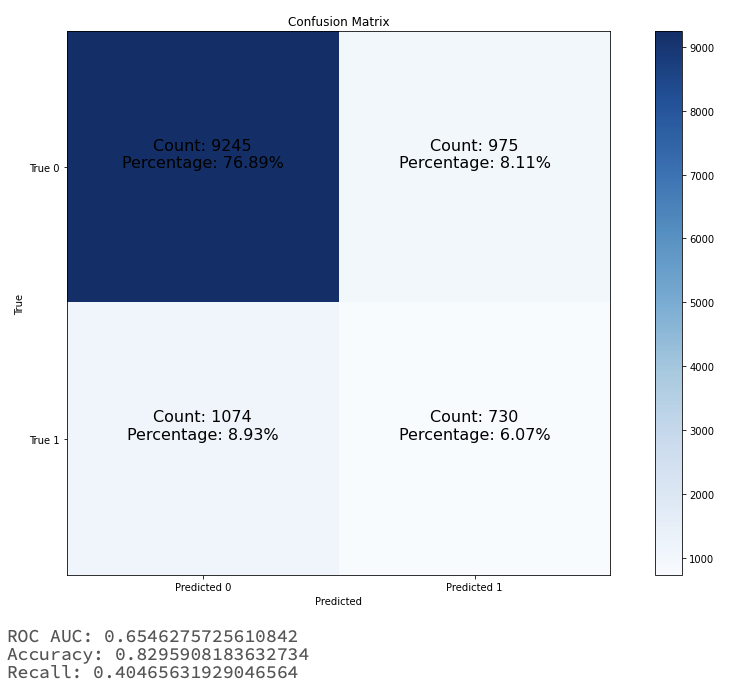 Confusion Matrix
9000
Count: 9245
Percentage: 76.89%
Count: 975
Percentage: 8.11%
8000
True 0
7000
6000
True
5000
4000
Count: 1074
Percentage: 8.93%
Count: 730
Percentage: 6.07%
True 1
3000
2000
1000
Predicted 0
Predicted 1
Predicted
ROC AUC: 0.6546275725610842
Accuracy: 0.8295908183632734
Recall: 0.40465631929046564